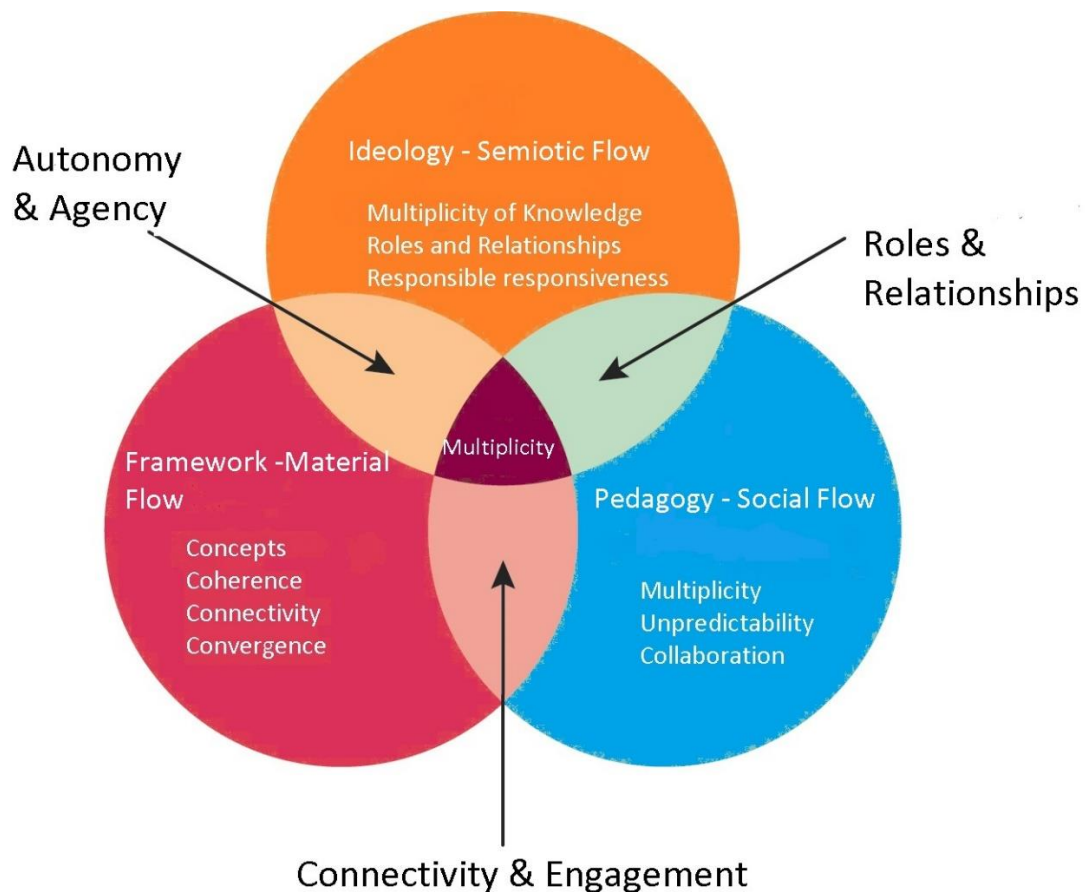 Ideology - Semiotic Flow
Multiplicity of Knowledge
Roles and Relationships
Responsible responsiveness
Autonomy
& Agency
Roles &
Relationships
Multiplicity
Framework -Material
Flow
Concepts
Coherence
Connectivity
Convergence
Pedagogy - Social Flow
Multiplicity
Unpredictability
Collaboration
Connectivity & Engagement